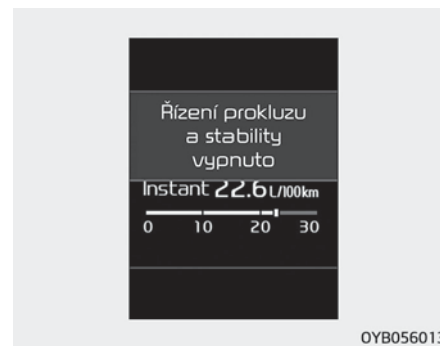 Řízení prokluzu
a stability
vypnuto
Instant 22.6 L/100km
0 10 20 30
OYB056013